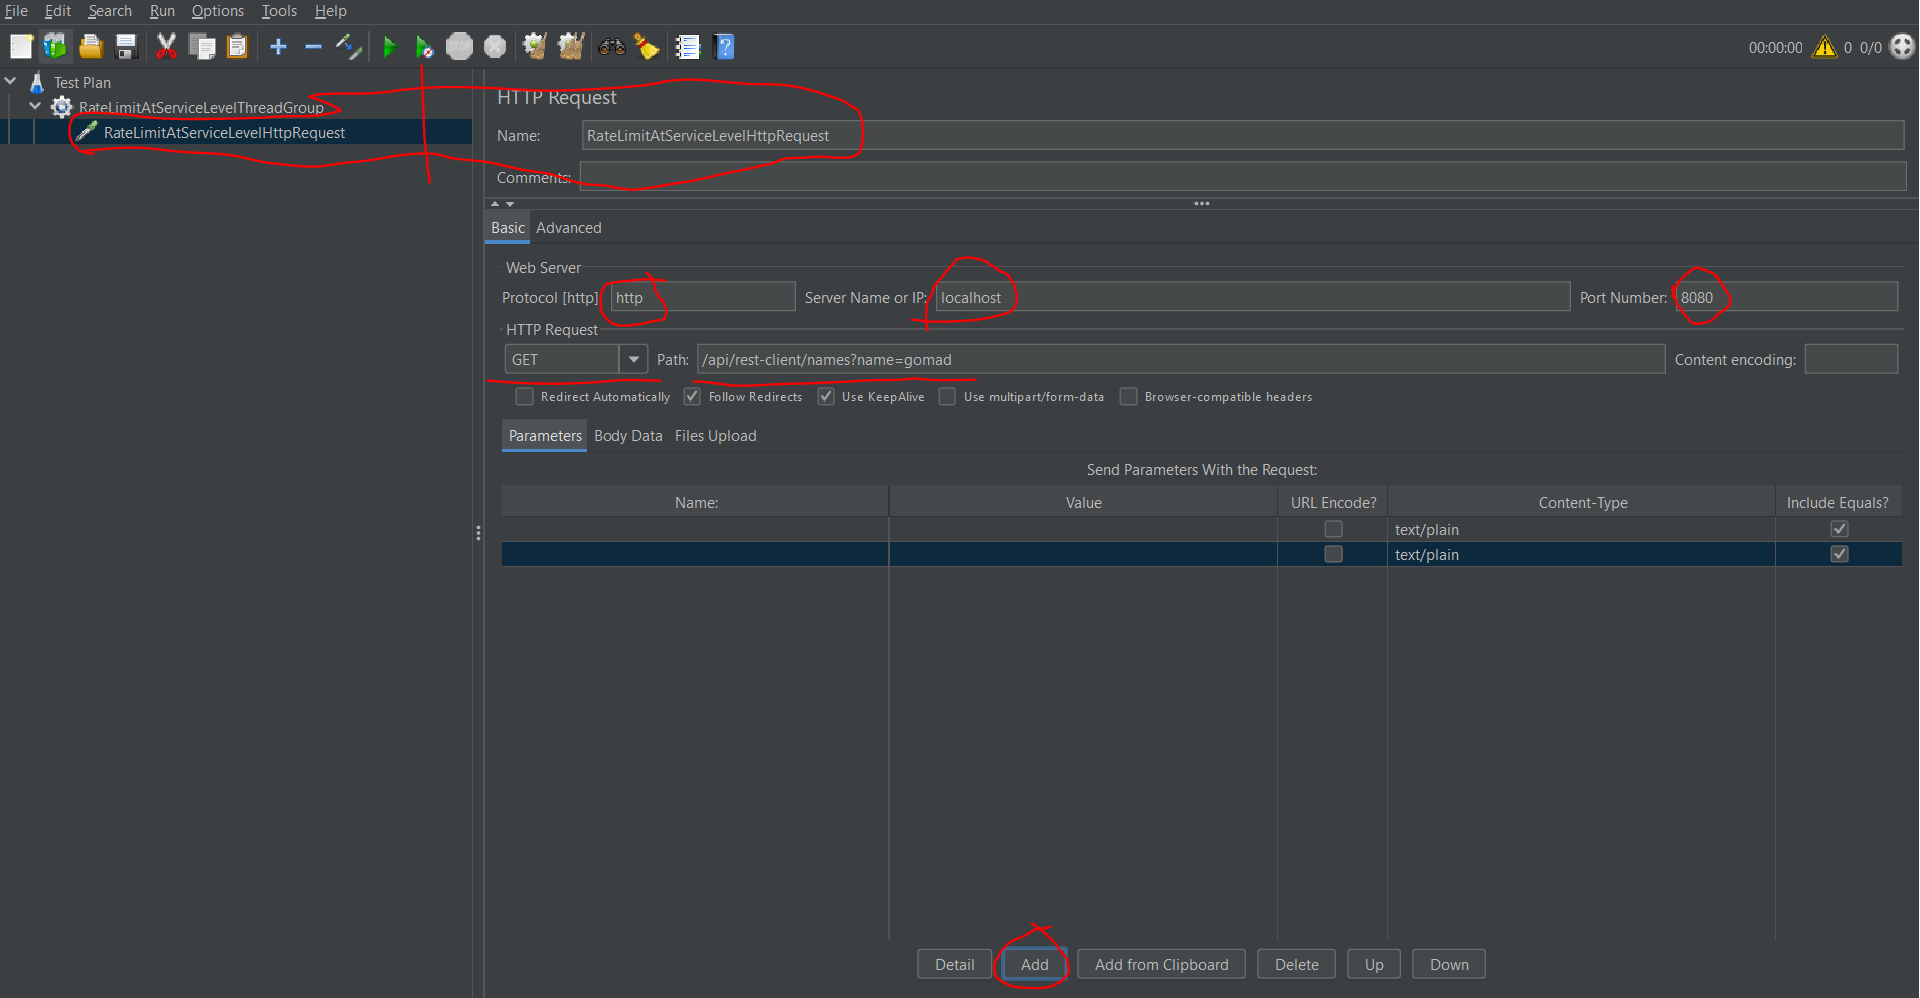 File Edit Search Run Options Tools Help
STOP
00:00:00 0 0/0
Test Plan
RateLimitAtServiceLevelThreadGroup
RateLimitAtServiceLevelHttpRequest
HTTP Request
Name: RateLimitAtServiceLevelHttpRequest
Comments:
Basic Advanced
Web Server
Protocol [http] http Server Name or IP: localhost Port Number: 8080
HTTP Request
GET Path: /api/rest-client/names?name=gomad Content encoding:
Redirect Automatically Follow Redirects Use KeepAlive Use multipart/form-data Browser-compatible headers
Parameters Body Data Files Upload
Send Parameters With the Request:
Name: Value URL Encode? Content-Type Include Equals?
text/plain
text/plain
Detail Add Add from Clipboard Delete Up Down